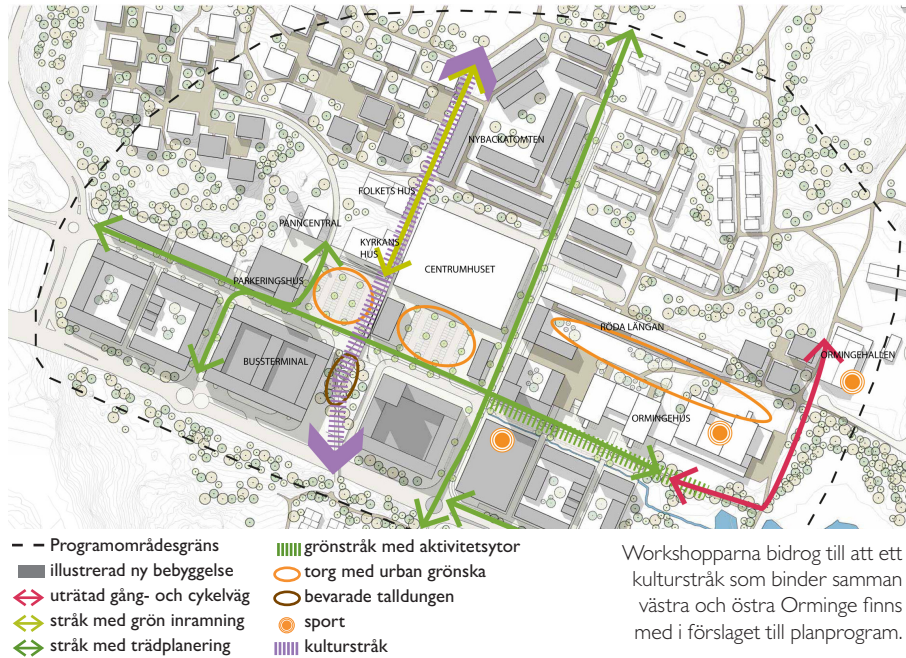 NYBACKATOMTEN
FOLKETS HUS
PANNCENTRAL
KYRKANS
HUS
CENTRUMHUSET
PARKERINGSHUS
RÖDA LÄNGAN
ORMINGEHALLEN
BUSSTERMINAL
ORMINGEHUS
Programområdesgräns
illustrerad ny bebyggelse
uträtad gång- och cykelväg
stråk med grön inramning
stråk med trädplanering
grönstråk med aktivitetsytor
torg med urban grönska
bevarade talldungen
sport
kulturstråk
Workshopparna bidrog till att ett
kulturstråk som binder samman
västra och östra Orminge finns
med i förslaget till planprogram.